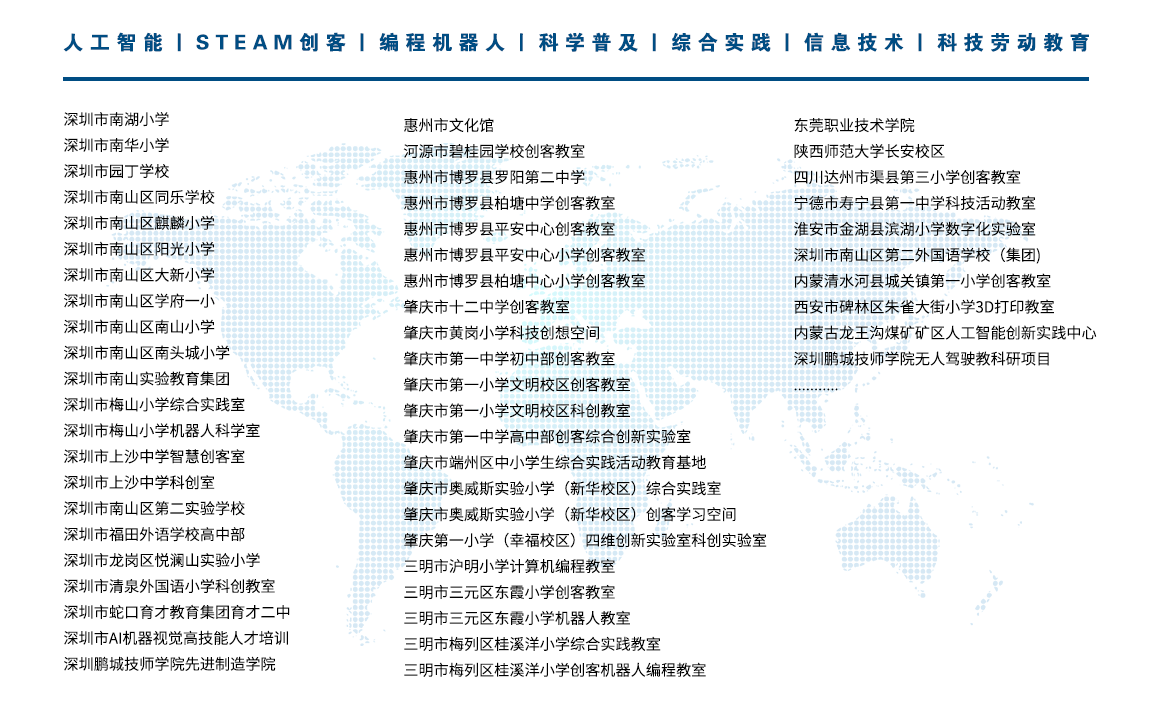 人工智能丨STEAM创客丨编程机器人丨科学普及丨综合实践丨信息技术丨科技劳动教育
深圳市南湖小学
深圳市南华小学
深圳市园丁学校
深圳市南山区同乐学校
深圳市南山区麒麟小学
深圳市南山区阳光小学
深圳市南山区大新小学
深圳市南山区学府一小
深圳市南山区南山小学
深圳市南山区南头城小学
深圳市南山实验教育集团
深圳市梅山小学综合实践室
深圳市梅山小学机器人科学室
深圳市上沙中学智慧创客室
深圳市上沙中学科创室
深圳市南山区第二实验学校
深圳市福田外语学校高中部
深圳市龙岗区悦澜山实验小学
深圳市清泉外国语小学科创教室
深圳市蛇口育才教育集团育才二中
深圳市AI机器视觉高技能人才培训
深圳鹏城技师学院先进制造学院
惠州市文化馆
河源市碧桂园学校创客教室
惠州市博罗县罗阳第二中学
惠州市博罗县柏塘中学创客教室
惠州市博罗县平安中心创客教室
惠州市博罗县平安中心小学创客教室
惠州市博罗县柏塘中心小学创客教室
肇庆市十二中学创客教室
肇庆市黄岗小学科技创想空间
肇庆市第一中学初中部创客教室
肇庆市第一小学文明校区创客教室
肇庆市第一小学文明校区科创教室
肇庆市第一中学高中部创客综合创新实验室
肇庆市端州区中小学生综合实践活动教育基地
肇庆市奥威斯实验小学（新华校区）综合实践室
肇庆市奥威斯实验小学（新华校区）创客学习空间
肇庆第一小学（幸福校区）四维创新实验室科创实验室
三明市沪明小学计算机编程教室
三明市三元区东霞小学创客教室
三明市三元区东霞小学机器人教室
三明市梅列区桂溪洋小学综合实践教室
三明市梅列区桂溪洋小学创客机器人编程教室
东莞职业技术学院
陕西师范大学长安校区
四川达州市渠县第三小学创客教室
宁德市寿宁县第一中学科技活动教室
淮安市金湖县滨湖小学数字化实验室
深圳市南山区第二外国语学校（集团)
内蒙清水河县城关镇第一小学创客教室
西安市碑林区朱雀大街小学3D打印教室
内蒙古龙王沟煤矿矿区人工智能创新实践中心
深圳鹏城技师学院无人驾驶教科研项目
...........